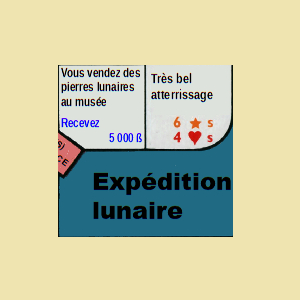 Vous vendez des
pierres lunaires
au musée
Recevez
5 000 ß
Très bel
atterrissage
6 ★ s
4 ♥ s
Expédition
lunaire